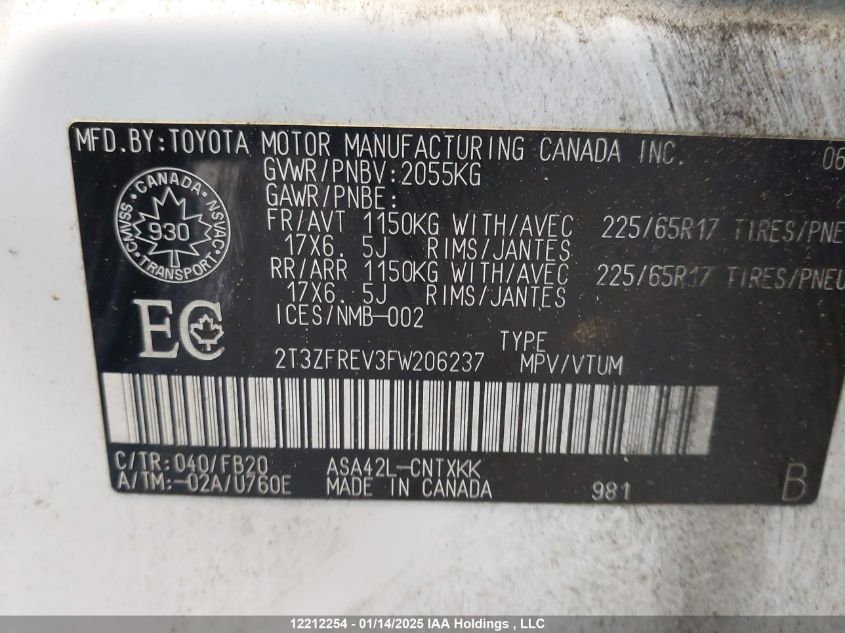 MFD.BY:TOYOTA MOTOR MANUFACTURING CANADA INC. 06
GVWR/PNBV:2055KG
GAWR/PNBE:
FR/AVT 1150KG WITH/AVEC 225/65R17 TIRES/PNE
17X6.5J RIMS/JANTES
RR/ARR 1150KG WITH/AVEC 225/65R17 TIRES/PNEU
17X6.5J RIMS/JANTES
ICES/NMB-002
CANADA
CMVSS 930 NSVAC
TRANSPORT
EC
TYPE
2T3ZFREV3FW206237 MPV/VTUM
C/TR:040/FB20 ASA42L-CNTXKK
A/TM:-02A/U760E MADE IN CANADA 981 B
12212254 - 01/14/2025 IAA Holdings , LLC